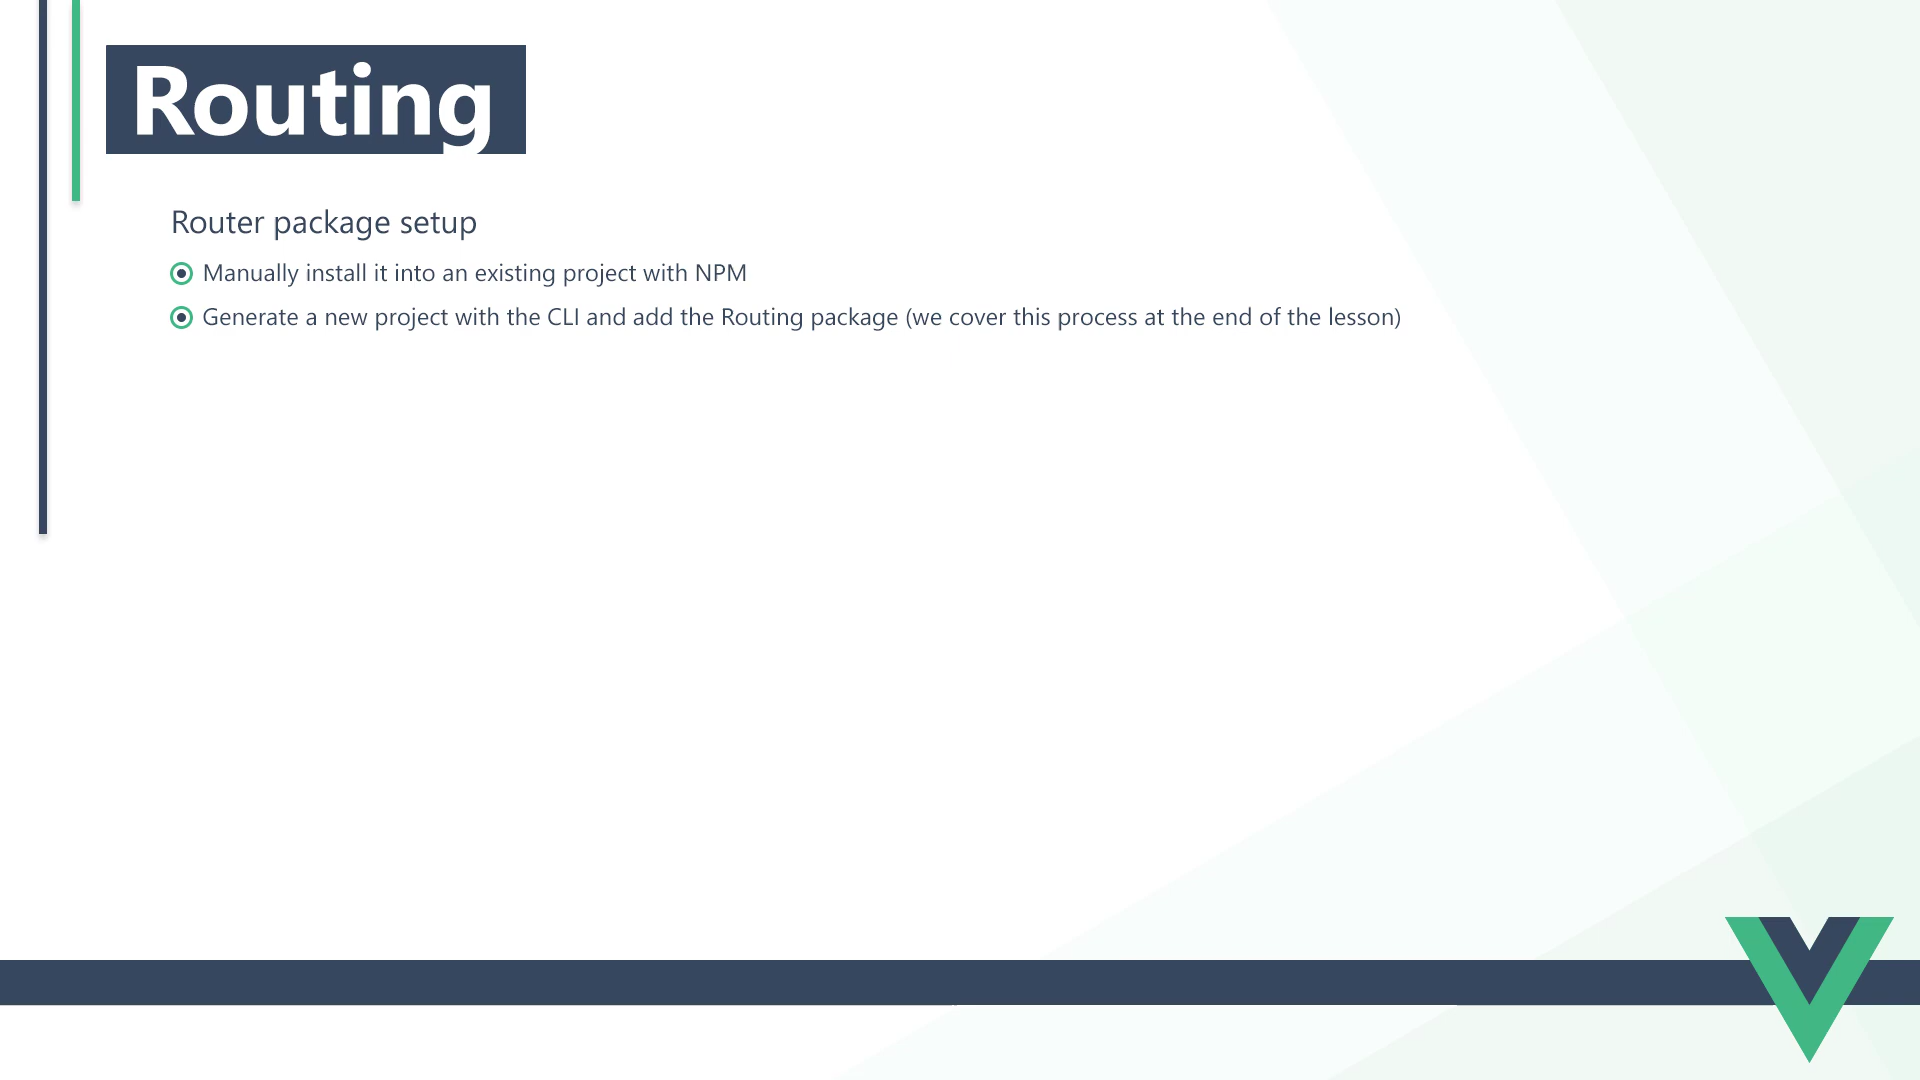 Routing
Router package setup
Manually install it into an existing project with NPM
Generate a new project with the CLI and add the Routing package (we cover this process at the end of the lesson)